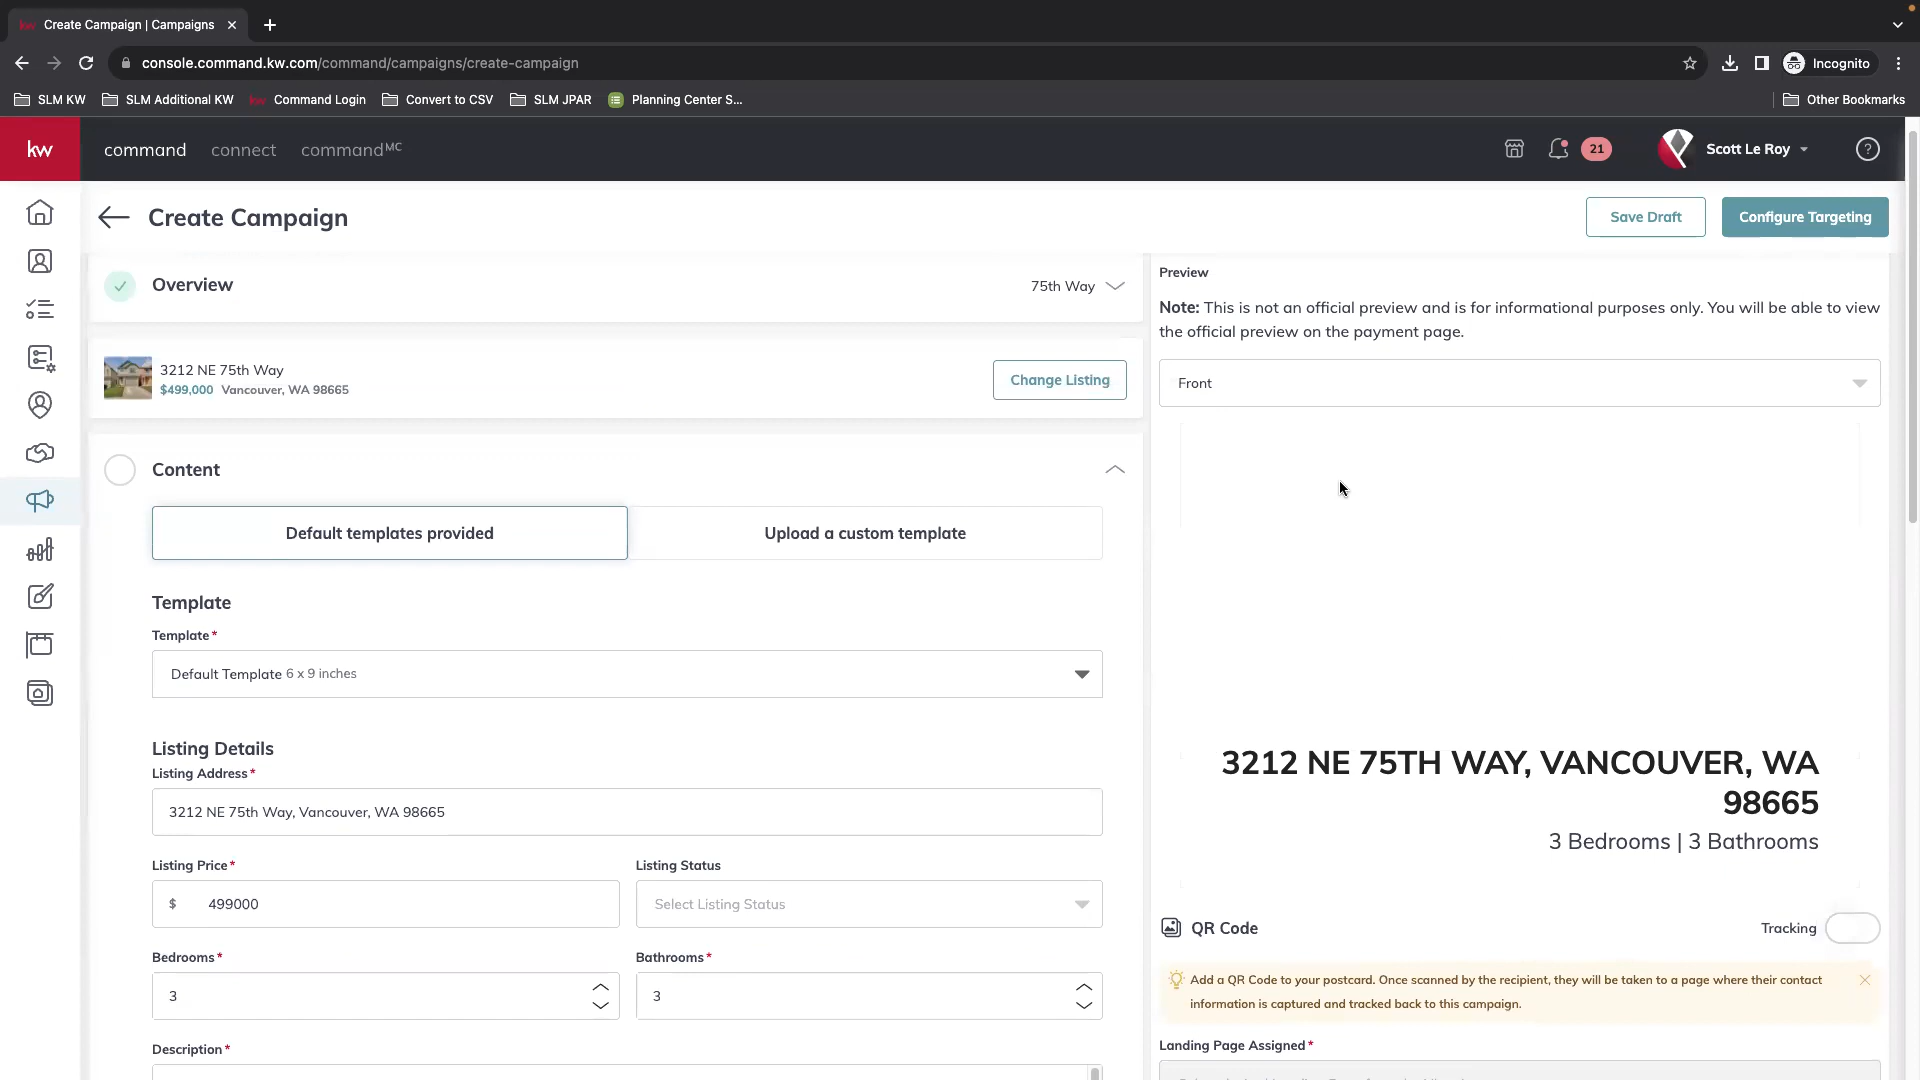 kw Create Campaign | Campaigns
console.command.kw.com/command/campaigns/create-campaign
Incognito
SLM KW
SLM Additional KW
kw Command Login
Convert to CSV
SLM JPAR
Planning Center S...
Other Bookmarks
kw
command
connect
commandMC
21
Scott Le Roy
?
Create Campaign
Save Draft
Configure Targeting
Overview
75th Way
3212 NE 75th Way
$499,000 Vancouver, WA 98665
Change Listing
Content
Default templates provided
Upload a custom template
Template
Template*
Default Template 6 x 9 inches
Listing Details
Listing Address*
3212 NE 75th Way, Vancouver, WA 98665
Listing Price*
$ 499000
Listing Status
Select Listing Status
Bedrooms*
3
Bathrooms*
3
Description*
Preview
Note: This is not an official preview and is for informational purposes only. You will be able to view
the official preview on the payment page.
Front
3212 NE 75TH WAY, VANCOUVER, WA
98665
3 Bedrooms | 3 Bathrooms
QR Code
Tracking
Add a QR Code to your postcard. Once scanned by the recipient, they will be taken to a page where their contact
information is captured and tracked back to this campaign.
Landing Page Assigned*